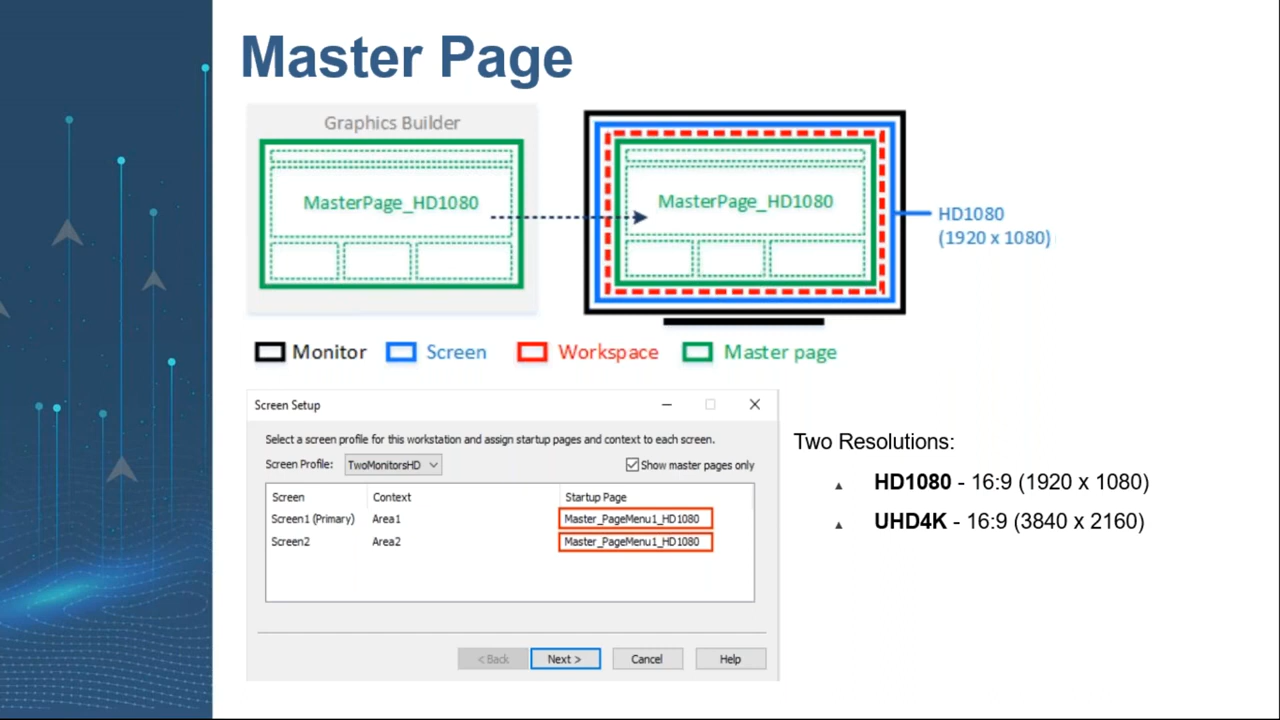 Master Page
Graphics Builder
MasterPage_HD1080
MasterPage_HD1080
HD1080
(1920 x 1080)
Monitor Screen Workspace Master page
Screen Setup
Select a screen profile for this workstation and assign startup pages and context to each screen.
Screen Profile: TwoMonitorsHD Show master pages only
Screen Context Startup Page
Screen1 (Primary) Area1 Master_PageMenu1_HD1080
Screen2 Area2 Master_PageMenu1_HD1080
< Back Next > Cancel Help
Two Resolutions:
HD1080 - 16:9 (1920 x 1080)
UHD4K - 16:9 (3840 x 2160)